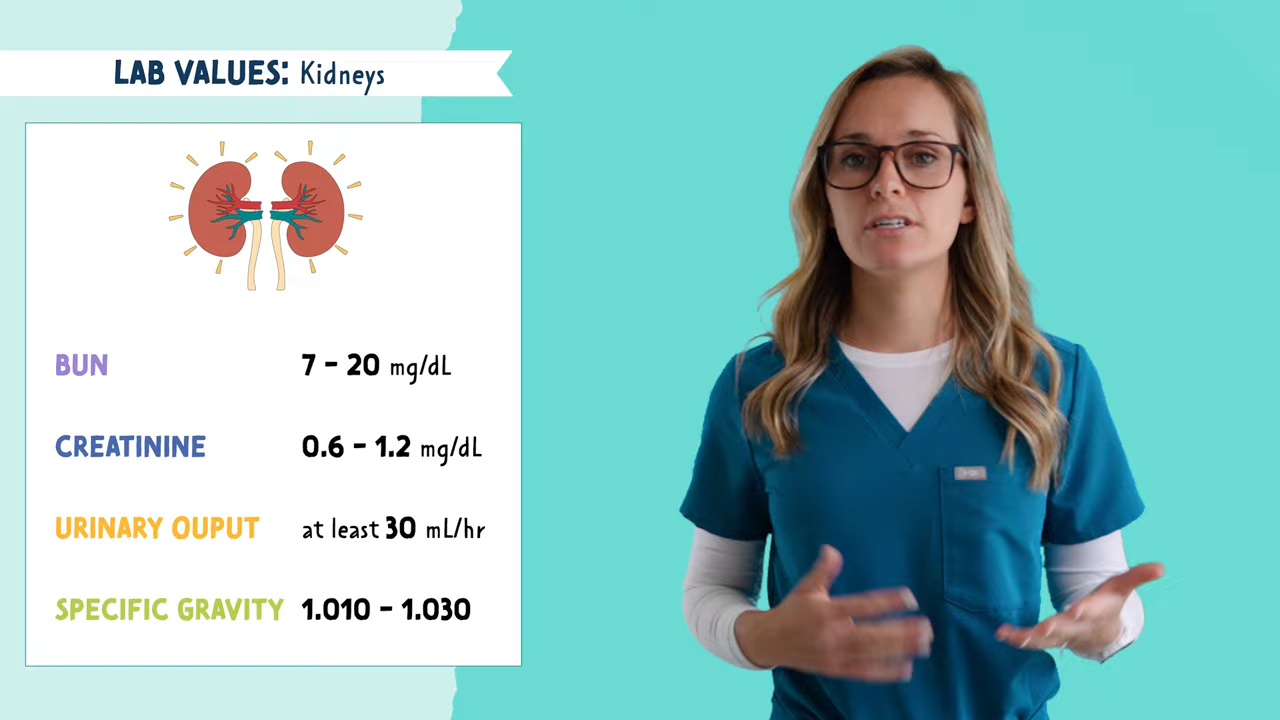 LAB VALUES: Kidneys
BUN 7 - 20 mg/dL
CREATININE 0.6 - 1.2 mg/dL
URINARY OUPUT at least 30 mL/hr
SPECIFIC GRAVITY 1.010 - 1.030